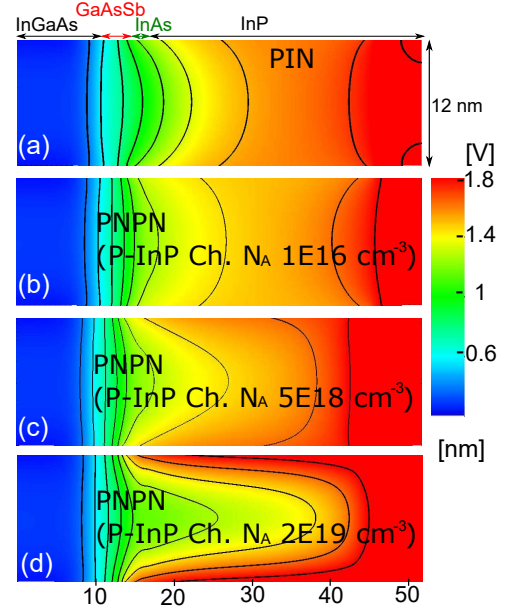 GaAsSb
InGaAs InAs InP
PIN
12 nm
(a)
[V]
PNPN
(P-InP Ch. NA 1E16 cm⁻³)
(b)
1.8
1.4
1
0.6
PNPN
(P-InP Ch. NA 5E18 cm⁻³)
(c)
[nm]
PNPN
(P-InP Ch. NA 2E19 cm⁻³)
(d)
10 20 30 40 50